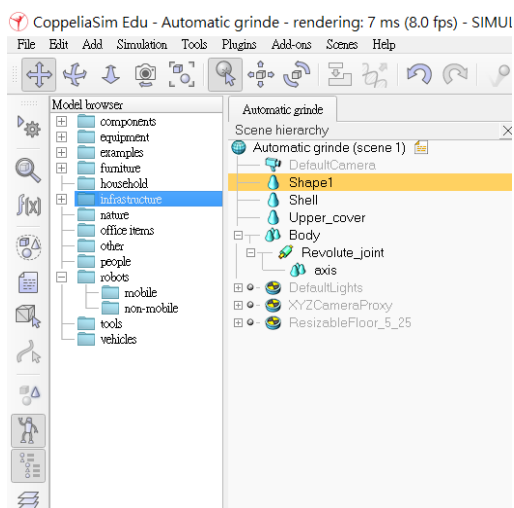 CoppeliaSim Edu - Automatic grinde - rendering: 7 ms (8.0 fps) - SIMUL
File Edit Add Simulation Tools Plugins Add-ons Scenes Help
Model browser
components
equipment
examples
furniture
household
infrastructure
nature
office items
other
people
robots
mobile
non-mobile
tools
vehicles
Automatic grinde
Scene hierarchy
Automatic grinde (scene 1)
DefaultCamera
Shape1
Shell
Upper_cover
Body
Revolute_joint
axis
DefaultLights
XYZCameraProxy
ResizableFloor_5_25
f(x)